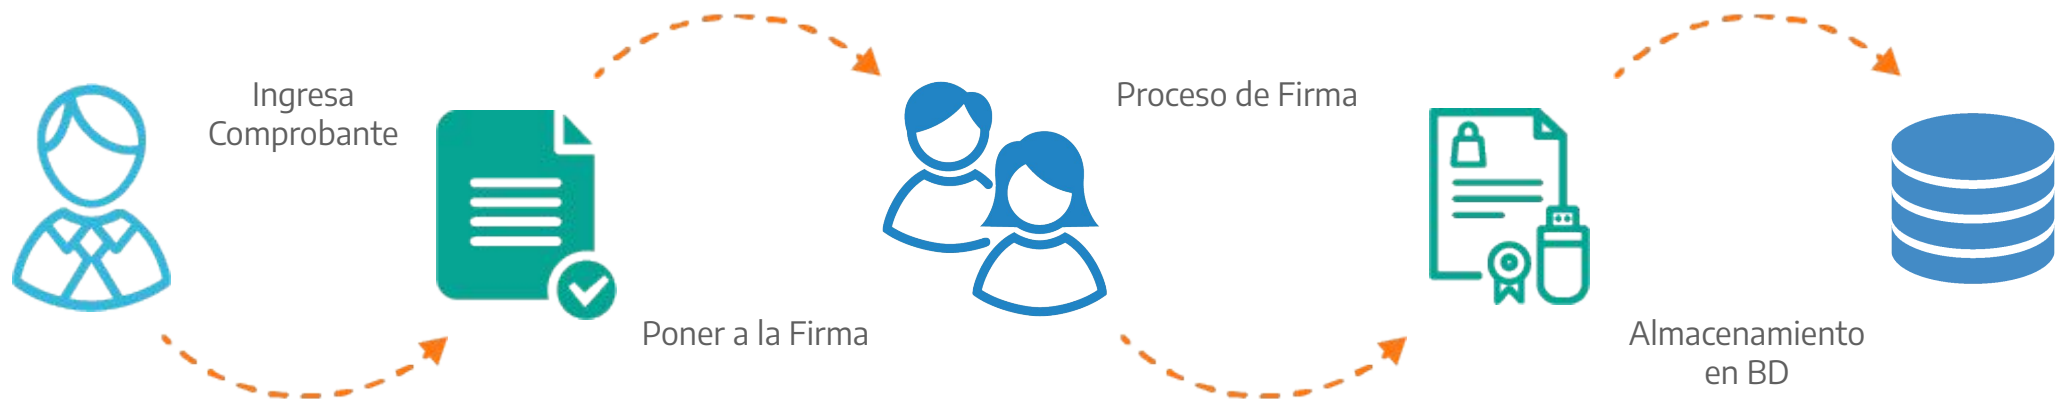 Ingresa
Comprobante
Poner a la Firma
Proceso de Firma
Almacenamiento
en BD